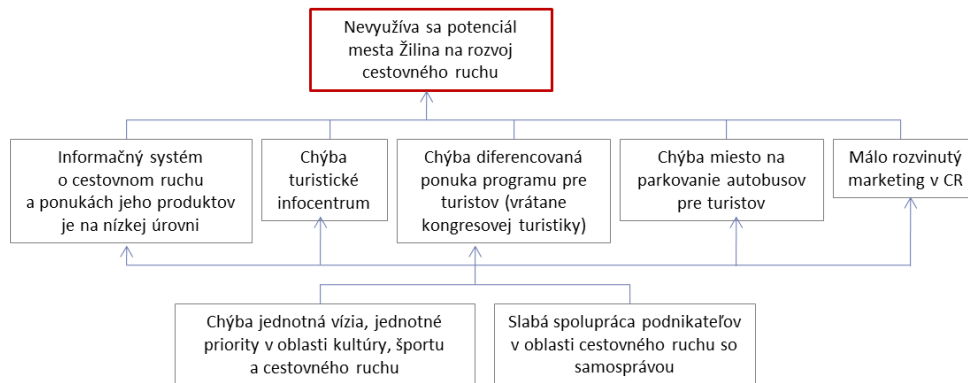 Nevyužíva sa potenciál
mesta Žilina na rozvoj
cestovného ruchu
Informačný systém
o cestovnom ruchu
a ponukách jeho produktov
je na nízkej úrovni
Chýba
turistické
infocentrum
Chýba diferencovaná
ponuka programu pre
turistov (vrátane
kongresovej turistiky)
Chýba miesto na
parkovanie autobusov
pre turistov
Málo rozvinutý
marketing v CR
Chýba jednotná vízia, jednotné
priority v oblasti kultúry, športu
a cestovného ruchu
Slabá spolupráca podnikateľov
v oblasti cestovného ruchu so
samosprávou